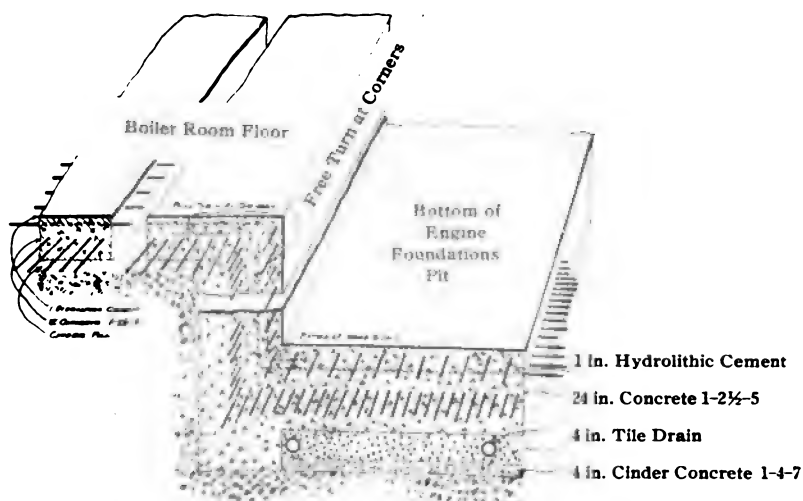 Boiler Room Floor
Free Turn at Corners
Bottom of
Engine
Foundations
Pit
1 in. Hydrolithic Cement
24 in. Concrete 1-2½-5
4 in. Tile Drain
4 in. Cinder Concrete 1-4-7